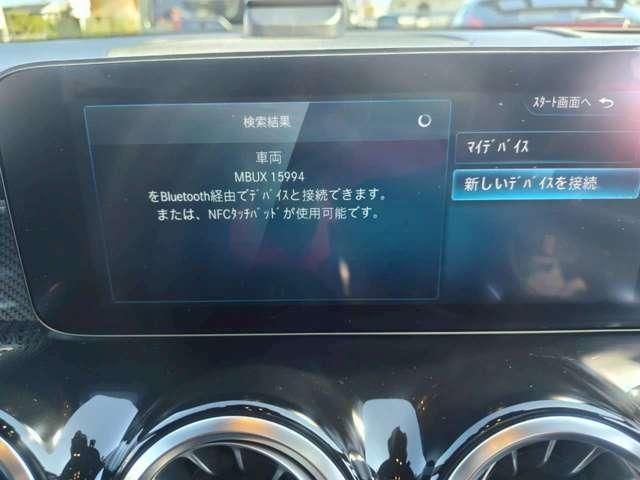 ｽﾀｰﾄ画面へ
検索結果
車両
MBUX 15994
をBluetooth経由でﾃﾞﾊﾞｲｽと接続できます。
または、NFCﾀｯﾁﾊﾟｯﾄﾞが使用可能です。
ﾏｲﾃﾞﾊﾞｲｽ
新しいﾃﾞﾊﾞｲｽを接続